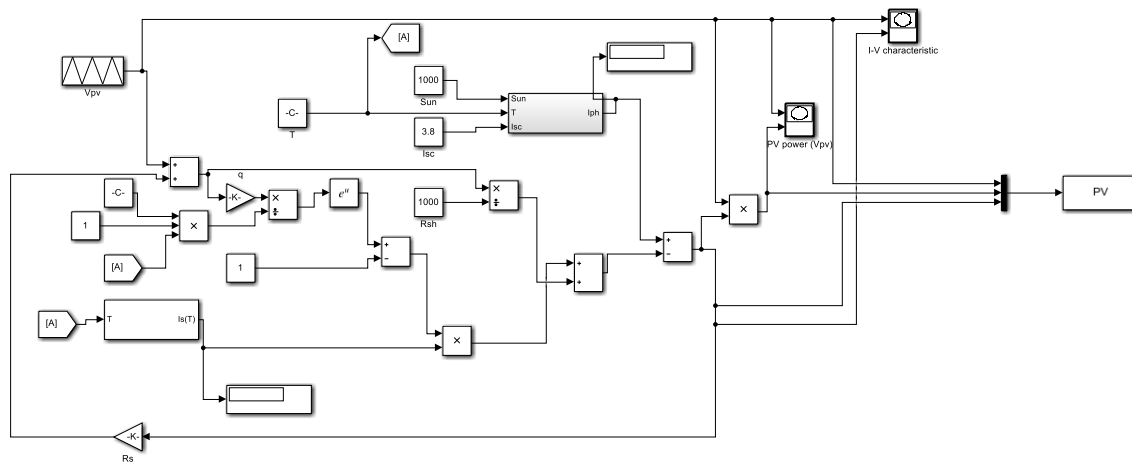 I-V characteristic
[A]
Vpv
1000
Sun
-C-
T
3.8
Isc
Sun
T
Isc
Iph
PV power (Vpv)
+
+
q
-K-
×
÷
eᵘ
-C-
1
×
[A]
1000
Rsh
×
÷
+
−
1
+
−
×
PV
+
+
[A]
T
Is(T)
×
-K-
Rs